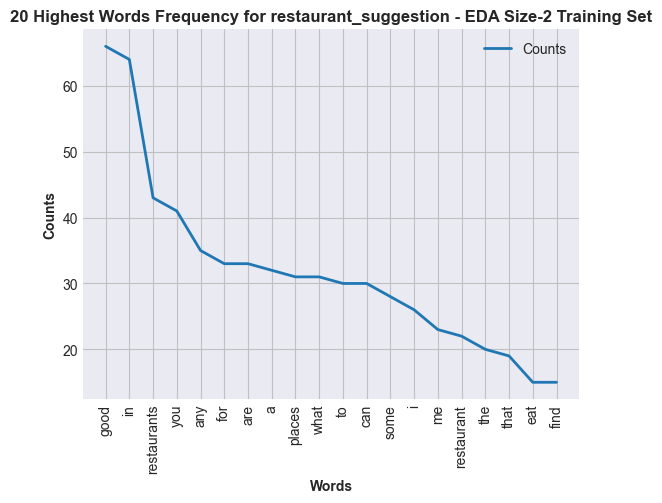 20 Highest Words Frequency for restaurant_suggestion - EDA Size-2 Training Set
Counts
Counts
60
50
40
30
20
good
in
restaurants
you
any
for
are
a
places
what
to
can
some
i
me
restaurant
the
that
eat
find
Words